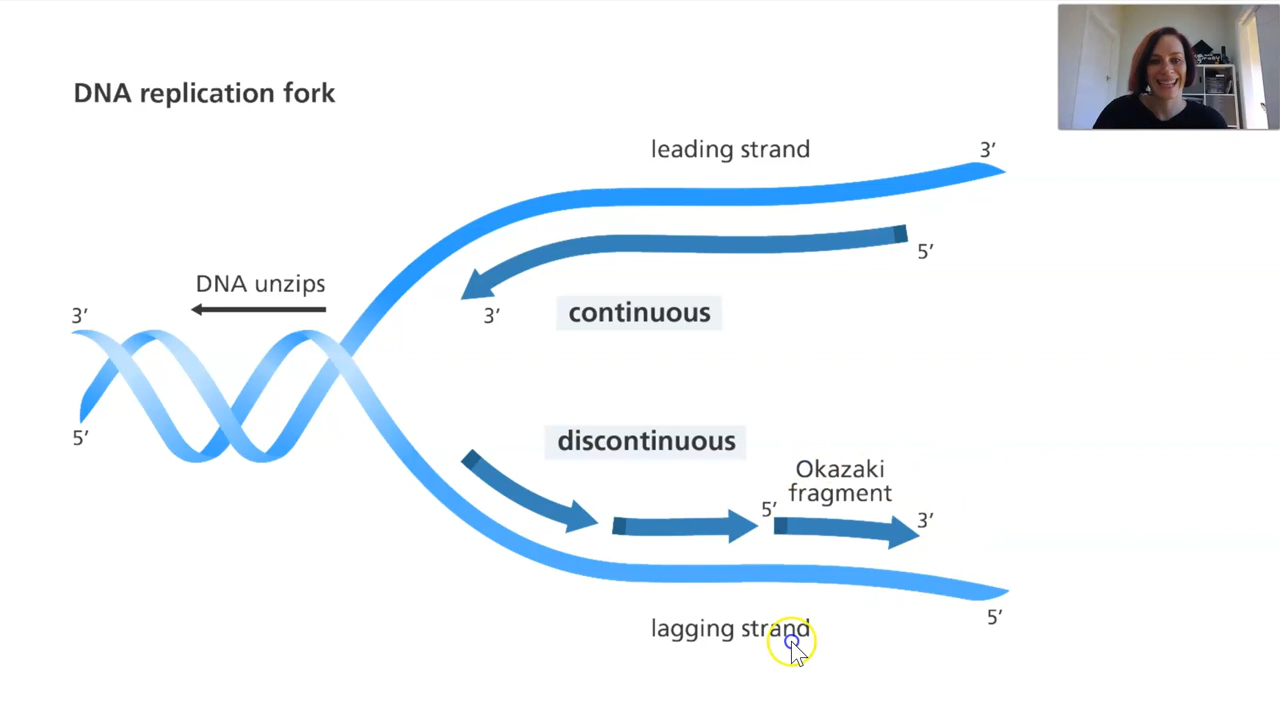 DNA replication fork
leading strand
3’
5’
DNA unzips
3’
3’
continuous
5’
discontinuous
Okazaki
fragment
5’
3’
5’
lagging strand